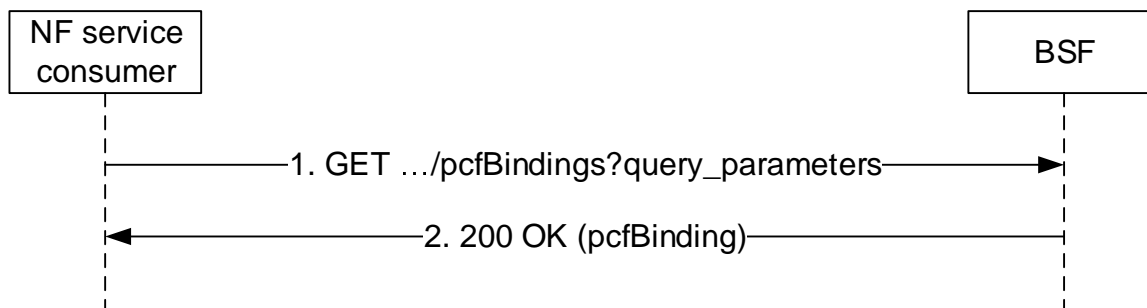 NF service
consumer
BSF
1. GET …/pcfBindings?query_parameters
2. 200 OK (pcfBinding)